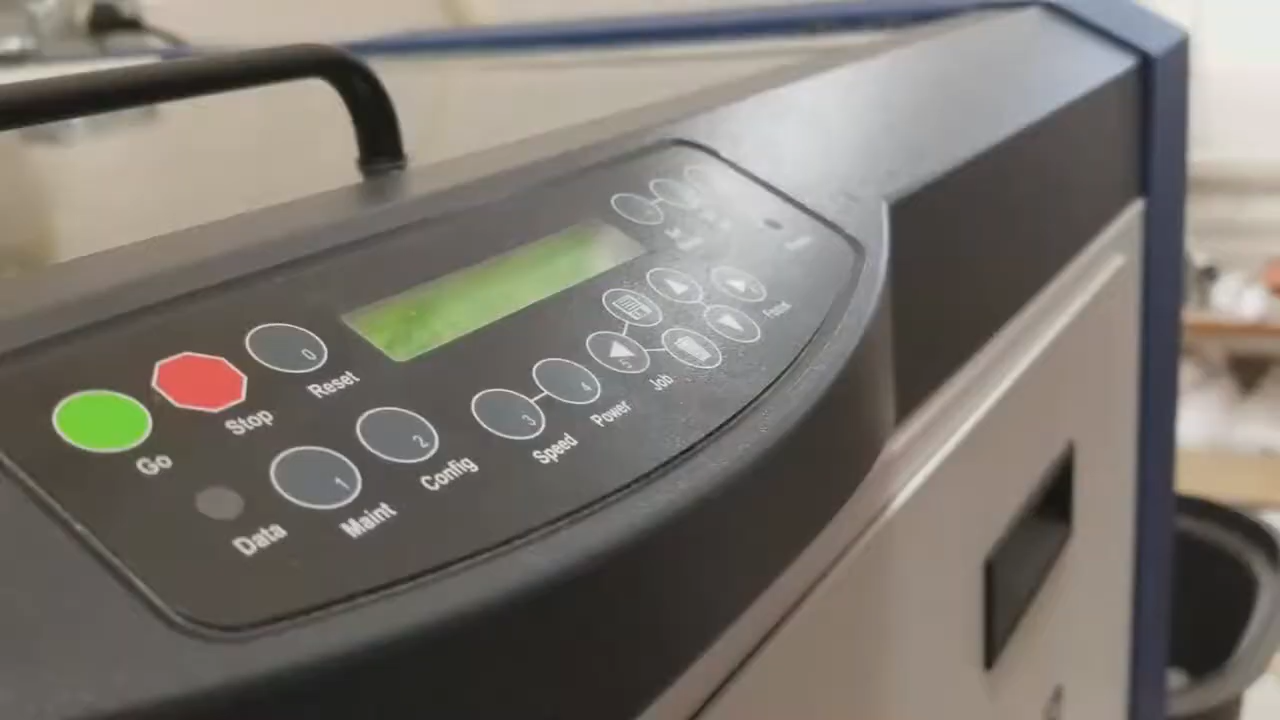 Go
Stop
0
Reset
Data
1
Maint
2
Config
3
Speed
4
Power
5
Job
Focus